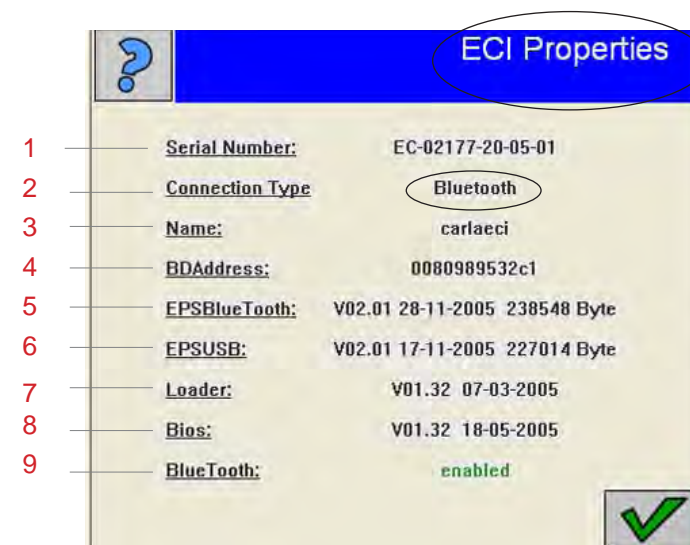 ECI Properties
1 Serial Number: EC-02177-20-05-01
2 Connection Type Bluetooth
3 Name: carlaeci
4 BDAddress: 0080989532c1
5 EPSBlueTooth: V02.01 28-11-2005 238548 Byte
6 EPSUSB: V02.01 17-11-2005 227014 Byte
7 Loader: V01.32 07-03-2005
8 Bios: V01.32 18-05-2005
9 BlueTooth: enabled